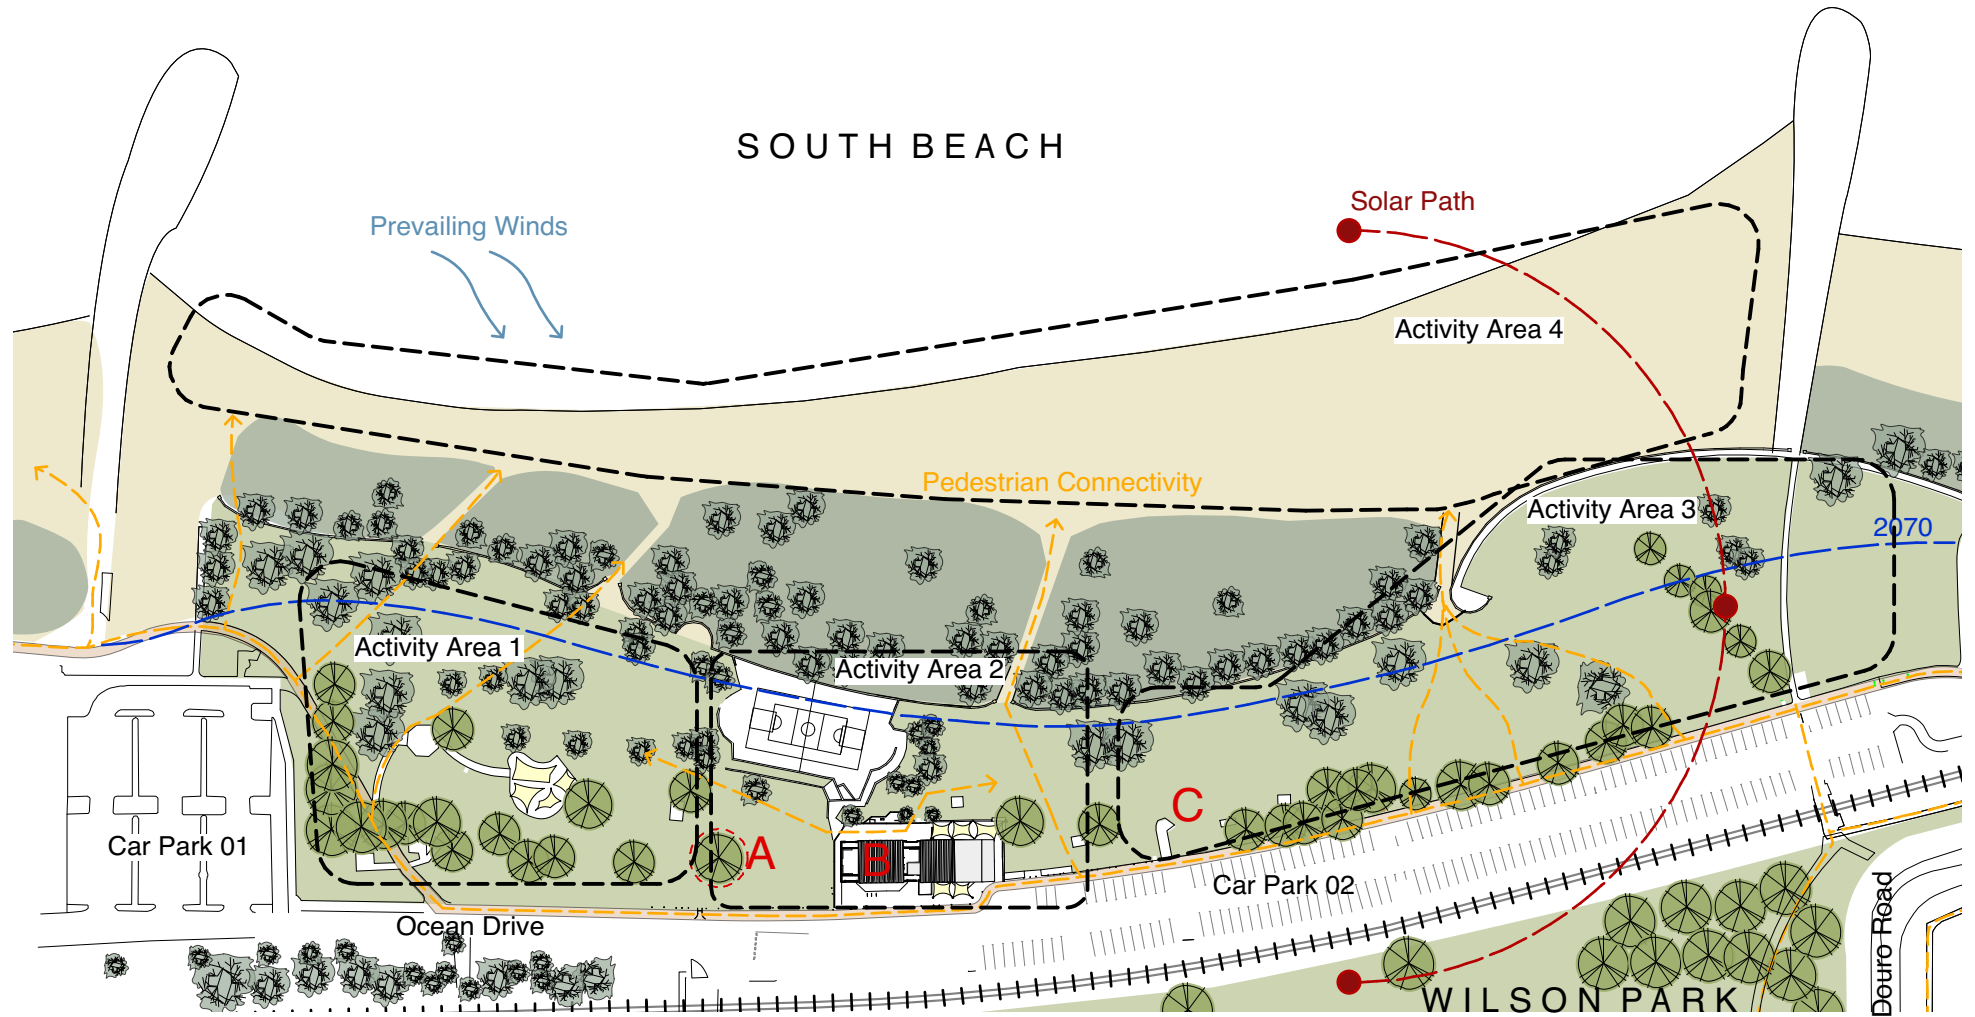 SOUTH BEACH
Solar Path
Prevailing Winds
Activity Area 4
Pedestrian Connectivity
Activity Area 3
2070
Activity Area 1
Activity Area 2
C
Car Park 01
A
B
Car Park 02
Ocean Drive
Douro Road
WILSON PARK